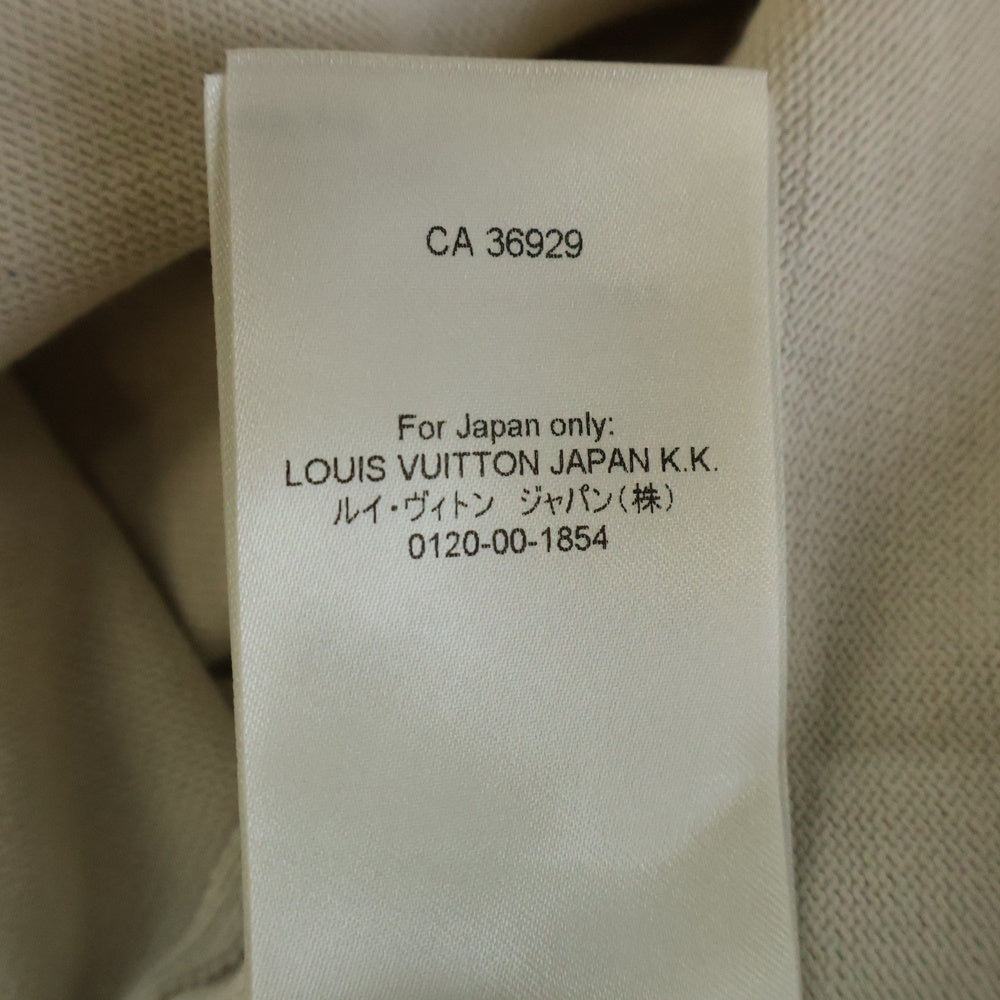 CA 36929
For Japan only:
LOUIS VUITTON JAPAN K.K.
ルイ・ヴィトン ジャパン(株)
0120-00-1854